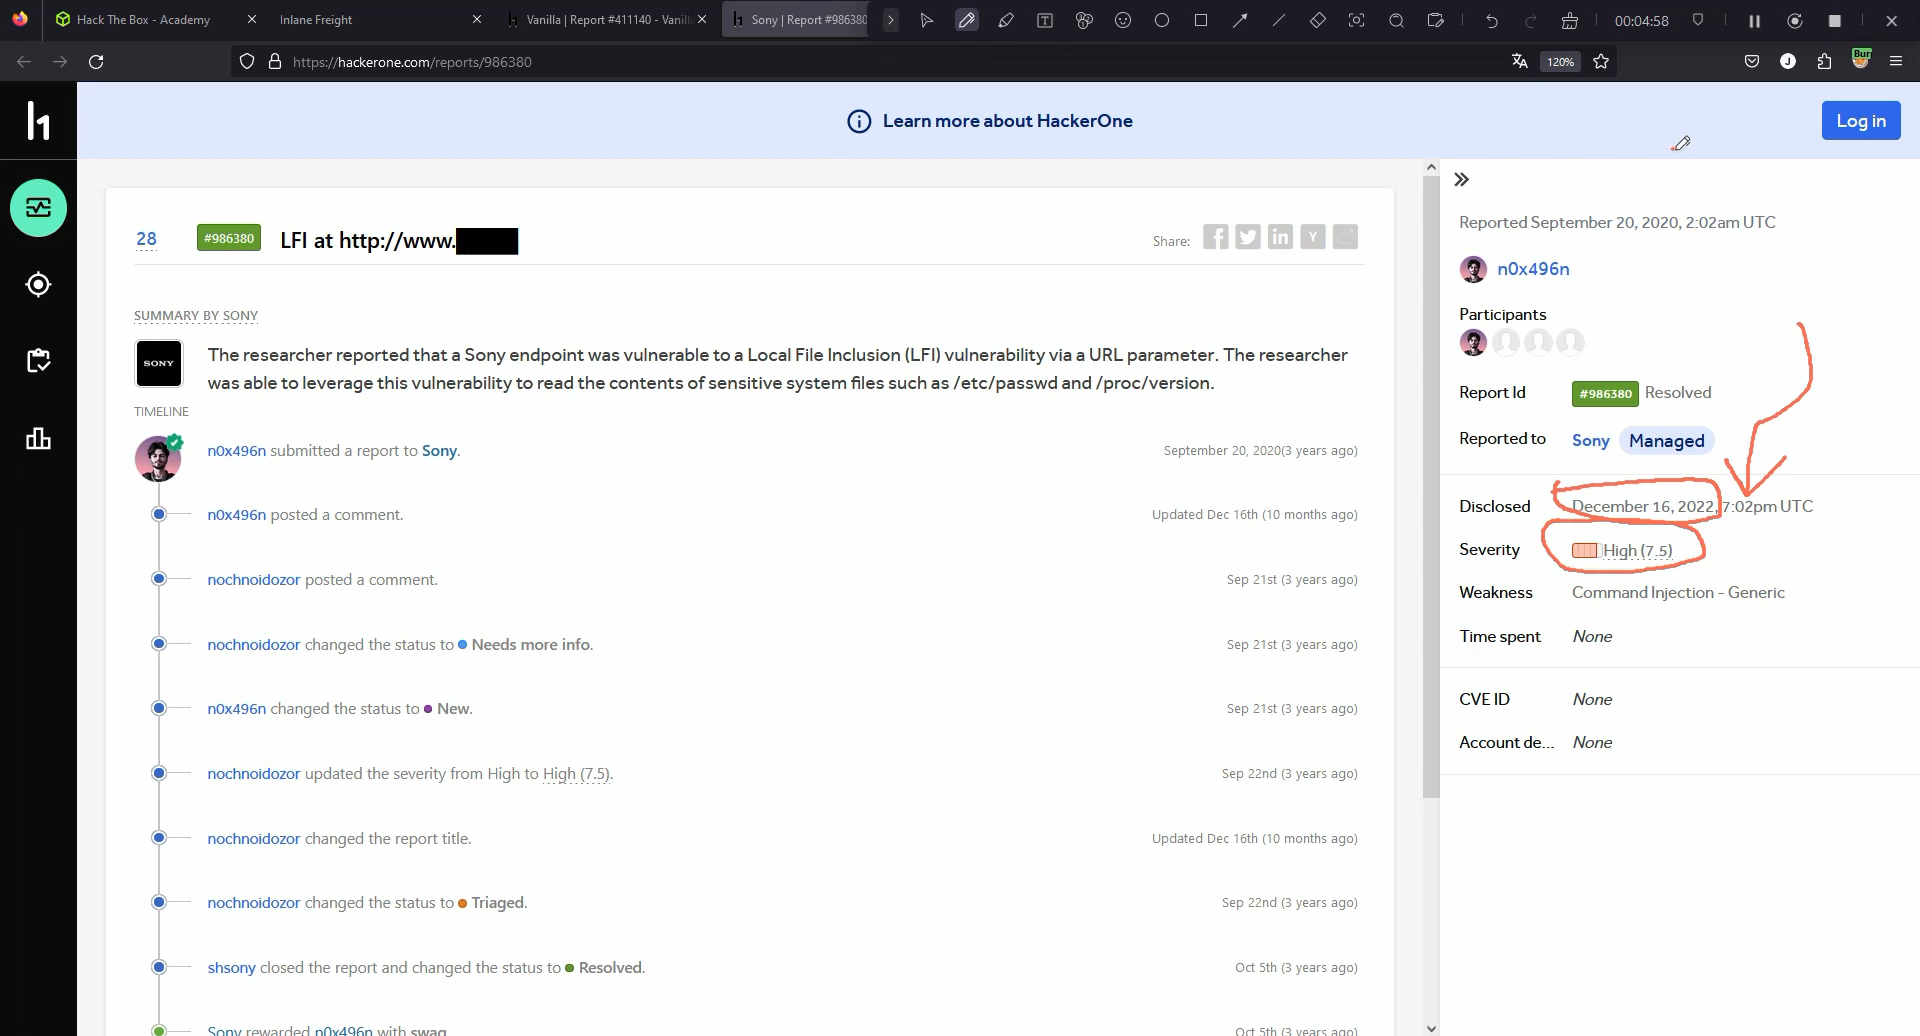 Hack The Box - Academy
Inlane Freight
Vanilla | Report #411140 - Vanill
Sony | Report #986380
00:04:58
https://hackerone.com/reports/986380
120%
Learn more about HackerOne
Log in
28
#986380
LFI at http://www.
Share:
SUMMARY BY SONY
SONY
The researcher reported that a Sony endpoint was vulnerable to a Local File Inclusion (LFI) vulnerability via a URL parameter. The researcher
was able to leverage this vulnerability to read the contents of sensitive system files such as /etc/passwd and /proc/version.
TIMELINE
n0x496n submitted a report to Sony.
September 20, 2020(3 years ago)
n0x496n posted a comment.
Updated Dec 16th (10 months ago)
nochnoidozor posted a comment.
Sep 21st (3 years ago)
nochnoidozor changed the status to Needs more info.
Sep 21st (3 years ago)
n0x496n changed the status to New.
Sep 21st (3 years ago)
nochnoidozor updated the severity from High to High (7.5).
Sep 22nd (3 years ago)
nochnoidozor changed the report title.
Updated Dec 16th (10 months ago)
nochnoidozor changed the status to Triaged.
Sep 22nd (3 years ago)
shsony closed the report and changed the status to Resolved.
Oct 5th (3 years ago)
Sony rewarded n0x496n with swag
Oct 5th (3 years ago)
Reported September 20, 2020, 2:02am UTC
n0x496n
Participants
Report Id #986380 Resolved
Reported to Sony Managed
Disclosed December 16, 2022, 7:02pm UTC
Severity High (7.5)
Weakness Command Injection - Generic
Time spent None
CVE ID None
Account de... None